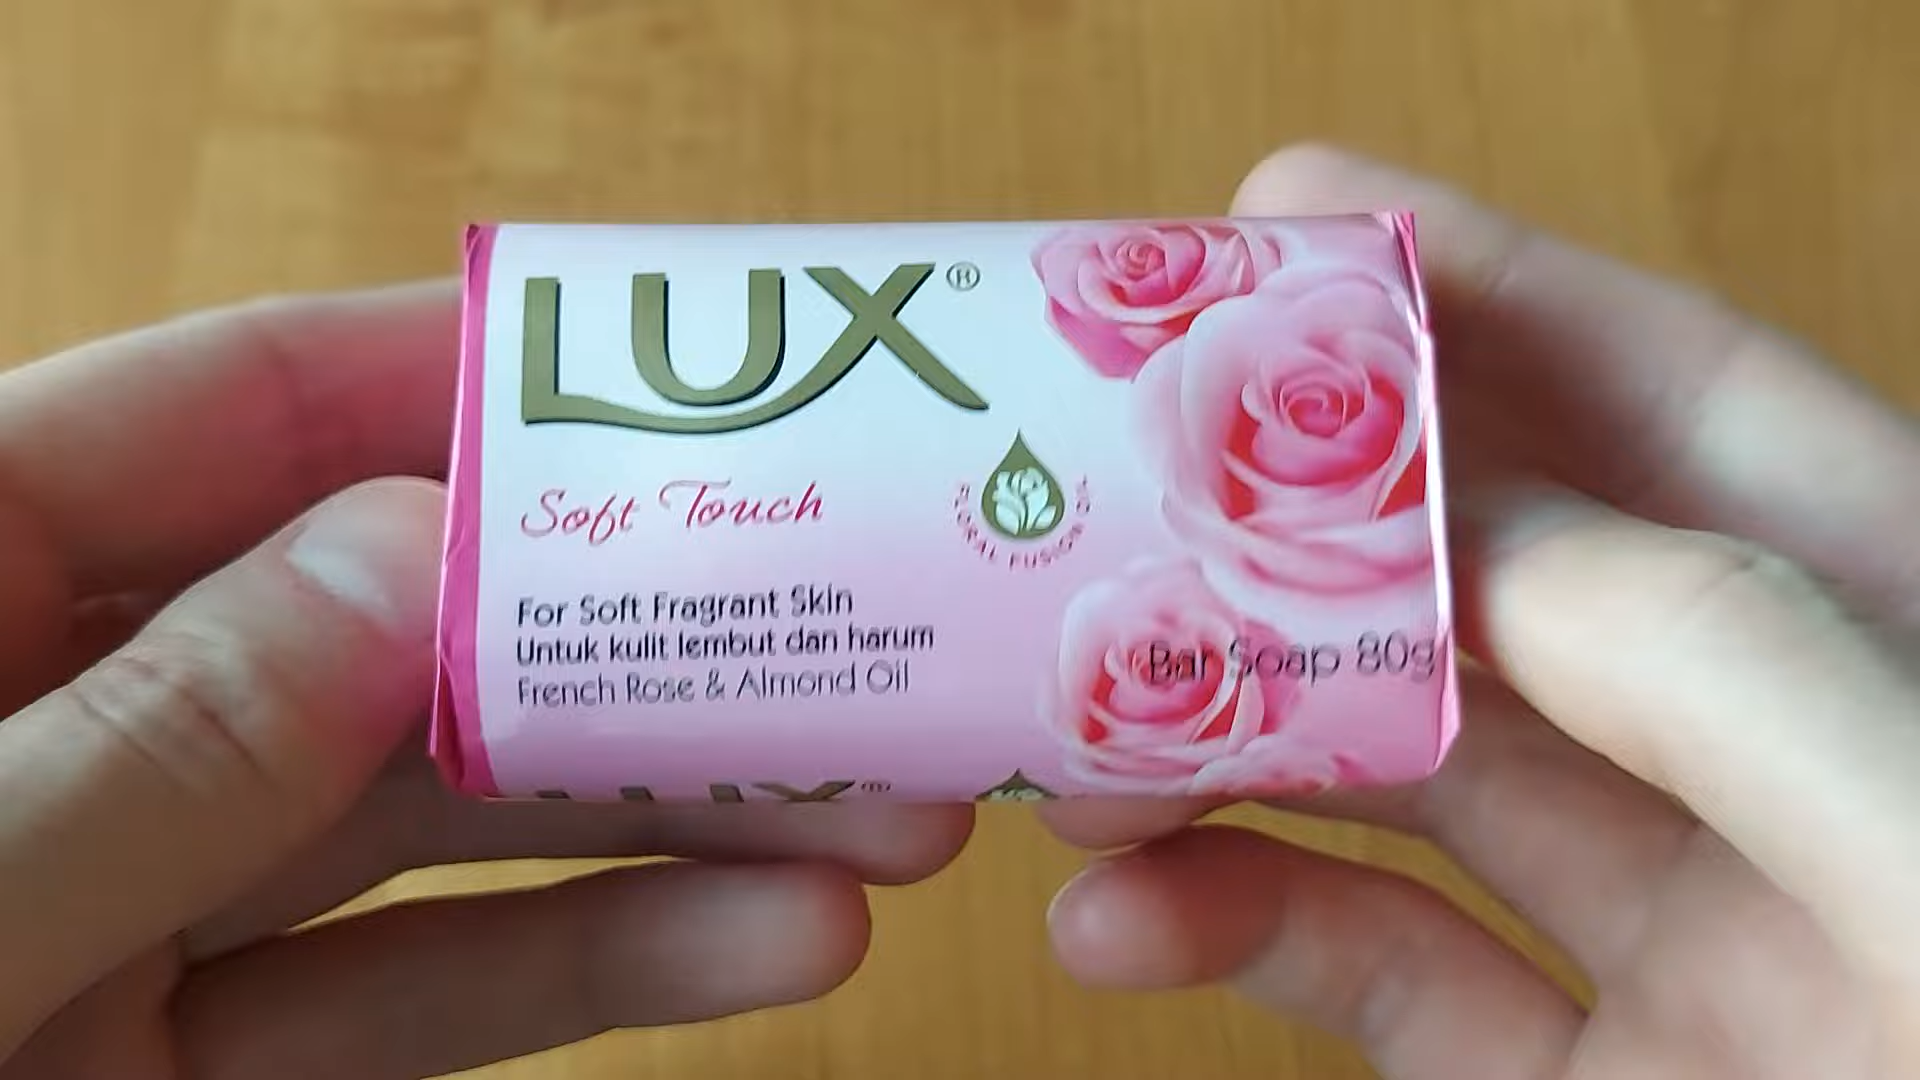 LUX®
Soft Touch
FLORAL FUSION OIL
For Soft Fragrant Skin
Untuk kulit lembut dan harum
French Rose & Almond Oil
Bar Soap 80g
LUX®